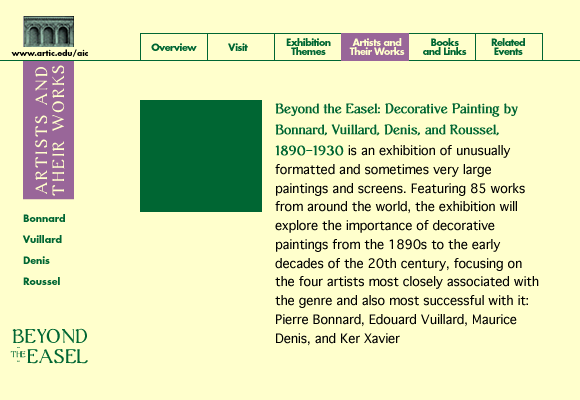 www.artic.edu/aic
Overview
Visit
Exhibition
Themes
Artists and
Their Works
Books
and Links
Related
Events
ARTISTS AND
THEIR WORKS
Bonnard
Vuillard
Denis
Roussel
BEYOND
THE EASEL
Beyond the Easel: Decorative Painting by
Bonnard, Vuillard, Denis, and Roussel,
1890–1930 is an exhibition of unusually
formatted and sometimes very large
paintings and screens. Featuring 85 works
from around the world, the exhibition will
explore the importance of decorative
paintings from the 1890s to the early
decades of the 20th century, focusing on
the four artists most closely associated with
the genre and also most successful with it:
Pierre Bonnard, Edouard Vuillard, Maurice
Denis, and Ker Xavier